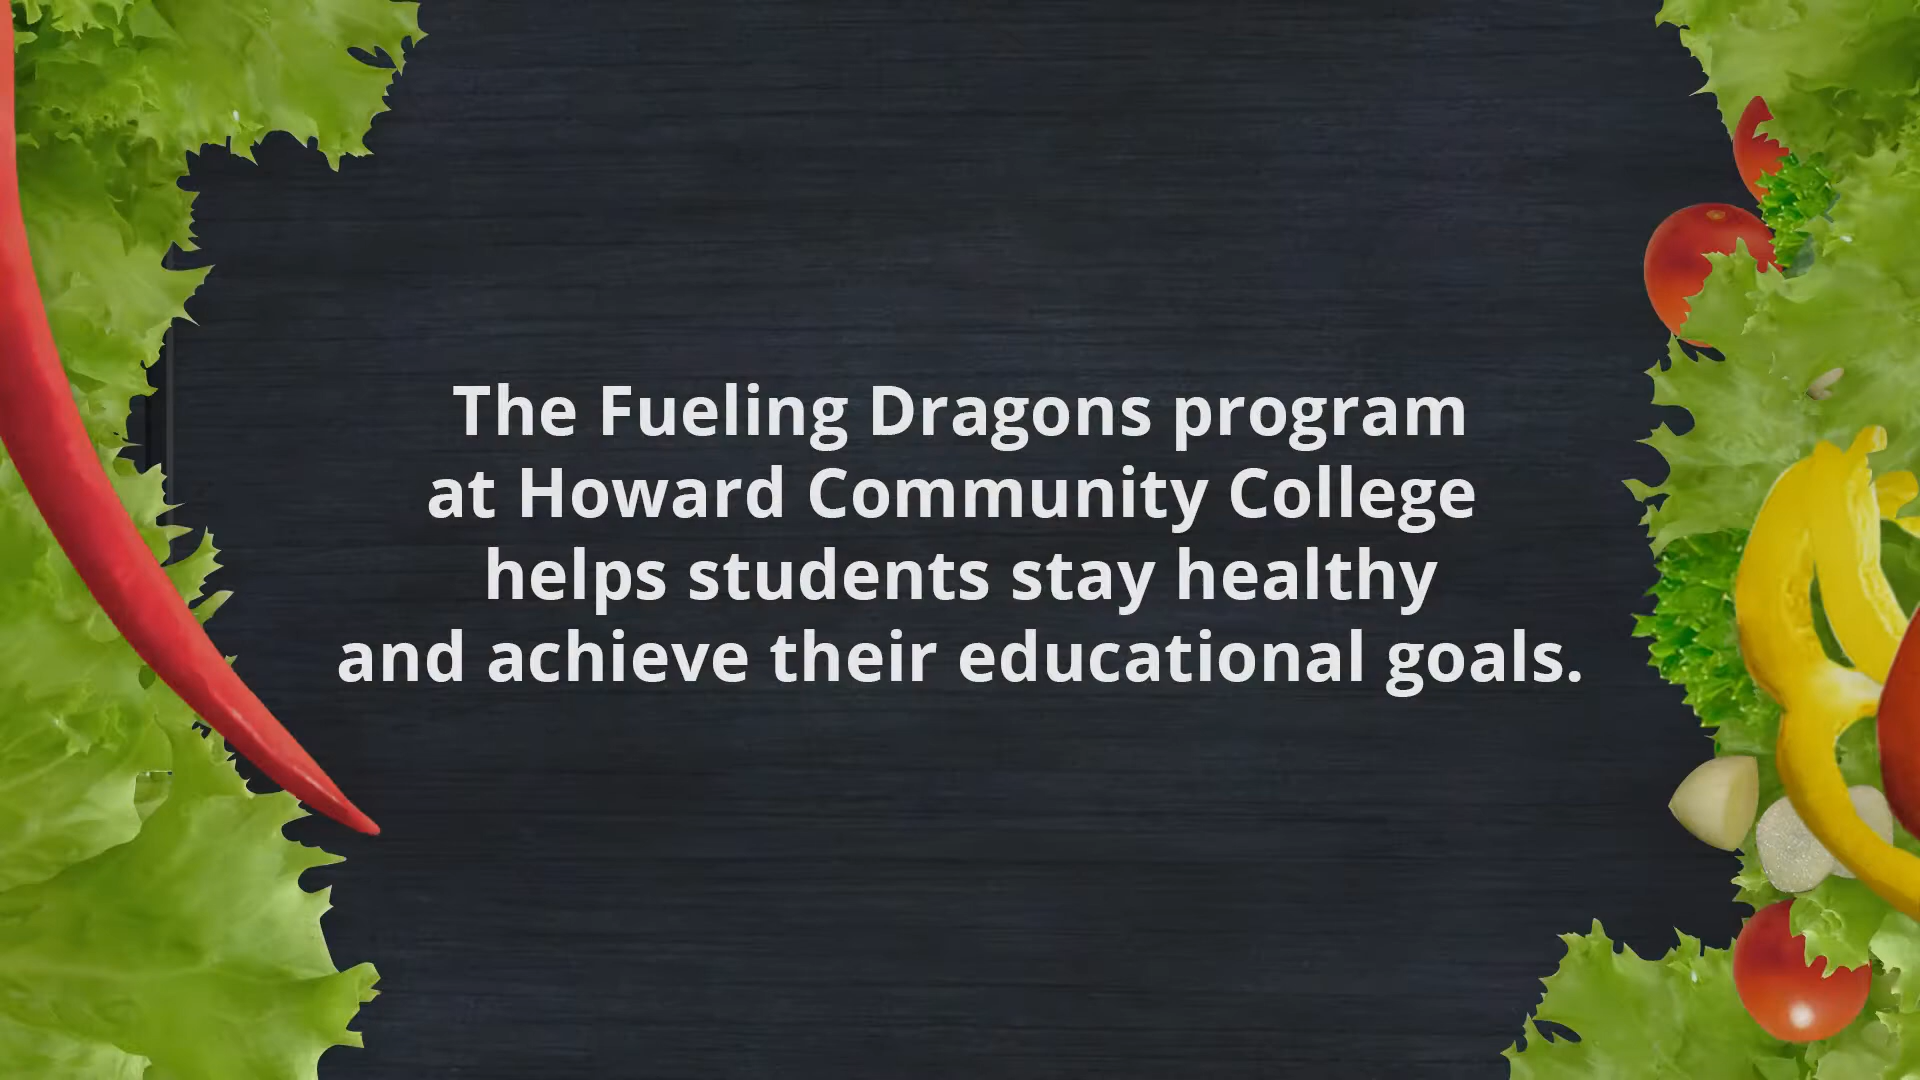 The Fueling Dragons program
at Howard Community College
helps students stay healthy
and achieve their educational goals.